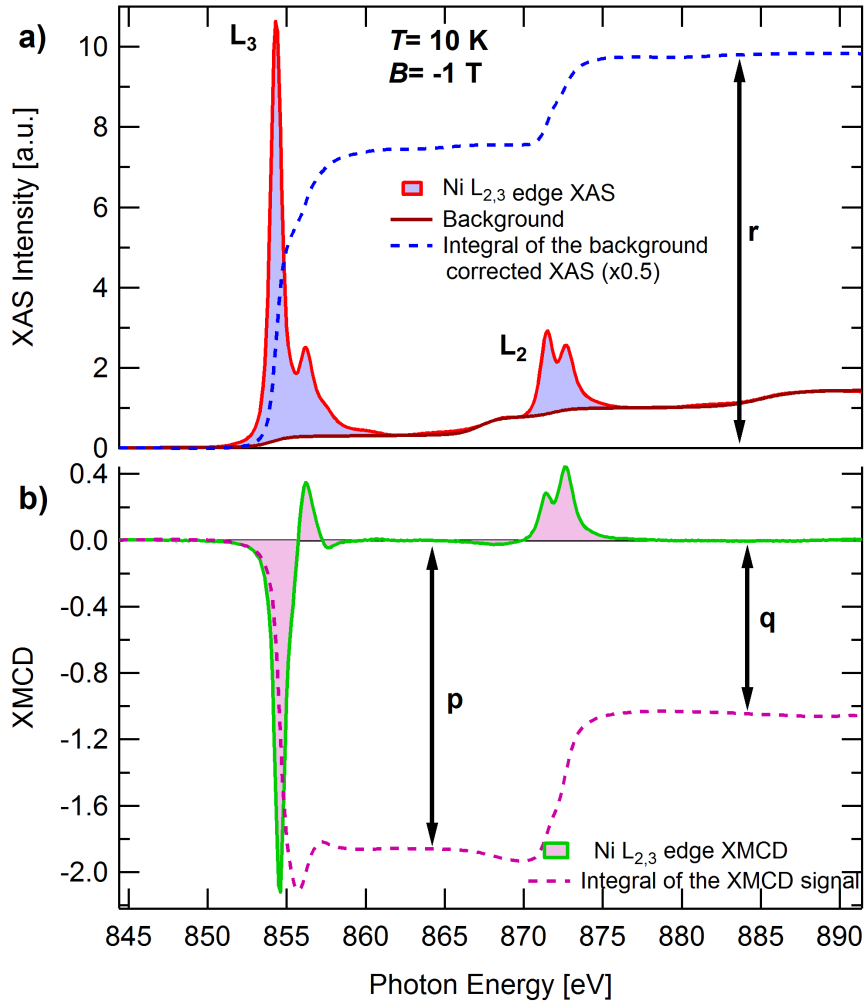 a)
L3
T= 10 K
B= -1 T
10
8
6
4
2
0
XAS Intensity [a.u.]
Ni L2,3 edge XAS
Background
Integral of the background
corrected XAS (x0.5)
r
L2
b)
0.4
0.0
-0.4
-0.8
-1.2
-1.6
-2.0
XMCD
p
q
Ni L2,3 edge XMCD
Integral of the XMCD signal
845 850 855 860 865 870 875 880 885 890
Photon Energy [eV]